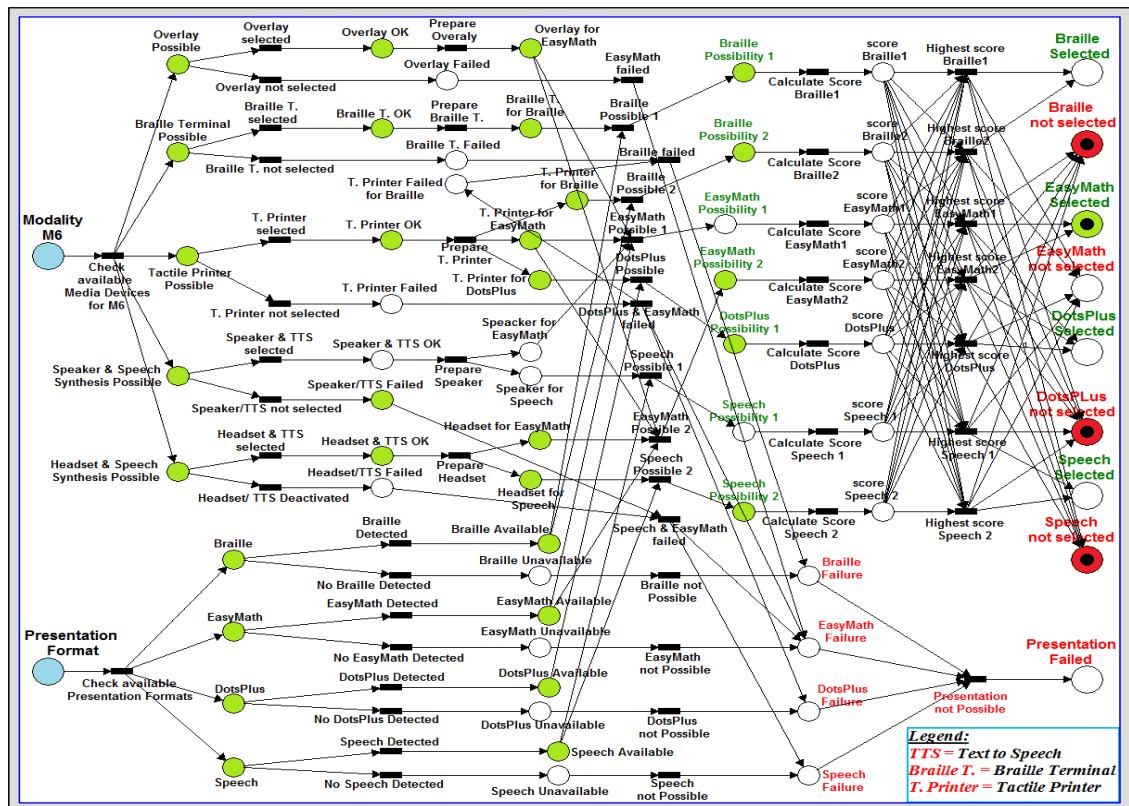 Overlay
Possible
Overlay
selected
Overlay OK
Prepare
Overaly
Overlay for
EasyMath
Overlay not selected
Overlay Failed
EasyMath
failed
Braille Terminal
Possible
Braille T.
selected
Braille T. OK
Prepare
Braille T.
Braille T.
for Braille
Braille
Possible 1
Braille T. not selected
Braille T. Failed
Braille failed
T. Printer Failed
for Braille
T. Printer
for Braille
Braille
Possible 2
Modality
M6
Check
available
Media Devices
for M6
Tactile Printer
Possible
T. Printer
selected
T. Printer OK
Prepare
T. Printer
T. Printer for
EasyMath
EasyMath
Possible 1
T. Printer for
DotsPlus
DotsPlus
Possible
T. Printer not selected
T. Printer Failed
DotsPlus & EasyMath
failed
Speaker & Speech
Synthesis Possible
Speaker & TTS
selected
Speaker & TTS OK
Prepare
Speaker
Speacker for
EasyMath
Speaker for
Speech
Speech
Possible 1
Speaker/TTS not selected
Speaker/TTS Failed
Headset & Speech
Synthesis Possible
Headset & TTS
selected
Headset & TTS OK
Prepare
Headset
Headset for EasyMath
EasyMath
Possible 2
Headset for
Speech
Speech
Possible 2
Headset/ TTS Deactivated
Headset/TTS Failed
Speech & EasyMath
failed
Braille
Possibility 1
Calculate Score
Braille1
score
Braille1
Highest score
Braille1
Braille
Selected
Braille
Possibility 2
Calculate Score
Braille2
score
Braille2
Highest score
Braille2
Braille
not selected
EasyMath
Possibility 1
Calculate Score
EasyMath1
score
EasyMath1
Highest score
EasyMath1
EasyMath
Selected
EasyMath
Possibility 2
Calculate Score
EasyMath2
score
EasyMath2
Highest score
EasyMath2
EasyMath
not selected
DotsPlus
Possibility 1
Calculate Score
DotsPlus
score
DotsPlus
Highest score
DotsPlus
DotsPlus
Selected
Speech
Possibility 1
Calculate Score
Speech 1
score
Speech 1
Highest score
Speech 1
DotsPLus
not selected
Speech
Possibility 2
Calculate Score
Speech 2
score
Speech 2
Highest score
Speech 2
Speech
Selected
Speech
not selected
Presentation
Format
Check available
Presentation Formats
Braille
Braille
Detected
Braille Available
No Braille Detected
Braille Unavailable
Braille not
Possible
Braille
Failure
EasyMath
EasyMath Detected
EasyMath Available
No EasyMath Detected
EasyMath Unavailable
EasyMath
not Possible
EasyMath
Failure
DotsPlus
DotsPlus Detected
DotsPlus Available
No DotsPlus Detected
DotsPlus Unavailable
DotsPlus
not Possible
DotsPlus
Failure
Speech
Speech Detected
Speech Available
No Speech Detected
Speech Unavailable
Speech
not Possible
Speech
Failure
Presentation
not Possible
Presentation
Failed
Legend:
TTS = Text to Speech
Braille T. = Braille Terminal
T. Printer = Tactile Printer